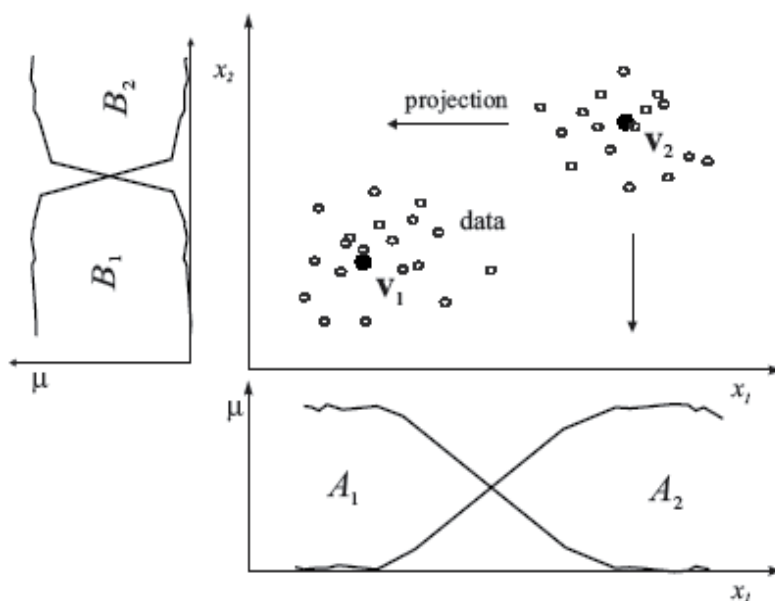 x₂
B₂
projection
v₂
data
B₁
v₁
μ
x₁
μ
A₁
A₂
x₁